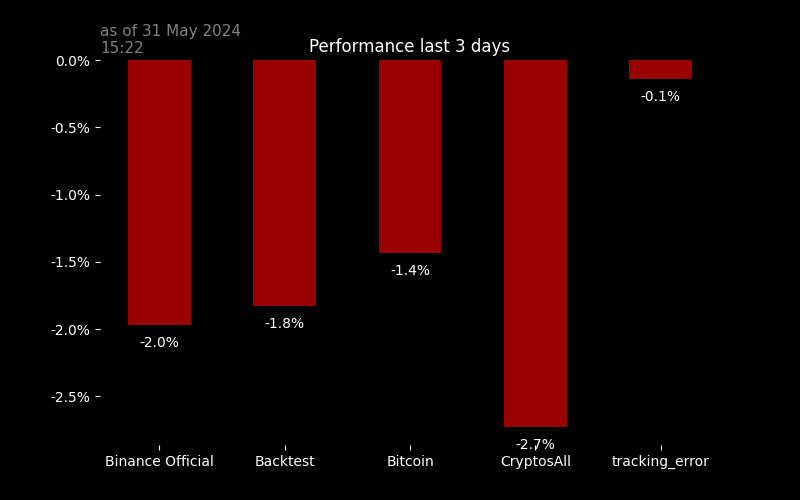 as of 31 May 2024
15:22
Performance last 3 days
0.0%
-0.5%
-1.0%
-1.5%
-2.0%
-2.5%
-2.0%
-1.8%
-1.4%
-2.7%
-0.1%
Binance Official
Backtest
Bitcoin
CryptosAll
tracking_error